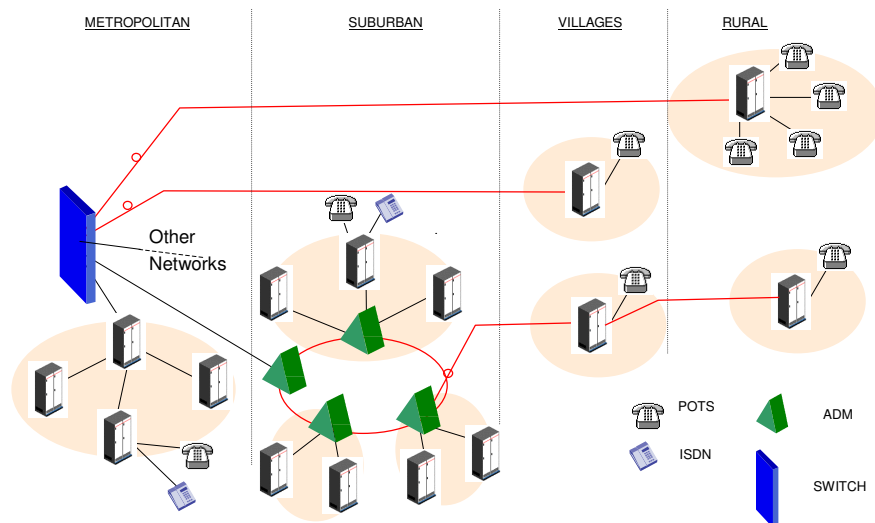 METROPOLITAN
SUBURBAN
VILLAGES
RURAL
Other
Networks
POTS
ADM
ISDN
SWITCH